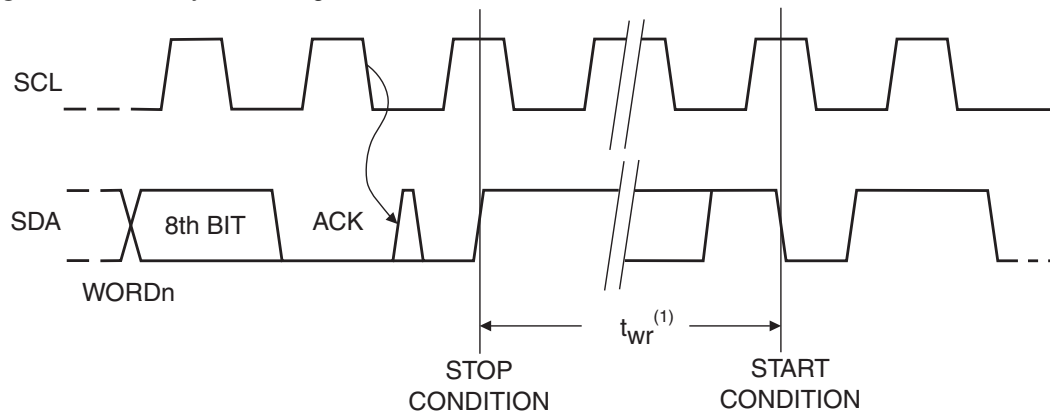 SCL
SDA
8th BIT
ACK
WORDn
twr(1)
STOP
CONDITION
START
CONDITION